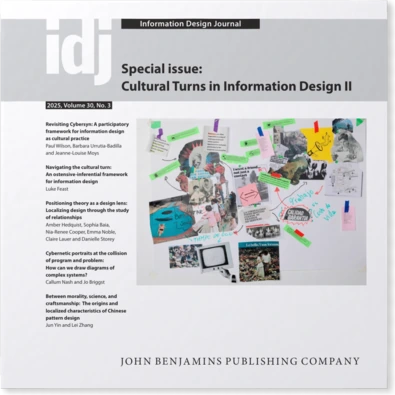 idj
Information Design Journal
Special issue:
Cultural Turns in Information Design II
2025, Volume 30, No. 3
Revisiting Cybersyn: A participatory
framework for information design
as cultural practice
Paul Wilson, Barbara Urrutia-Badilla
and Jeanne-Louise Moys
Navigating the cultural turn:
An ostensive-inferential framework
for information design
Luke Feast
Positioning theory as a design lens:
Localizing design through the study
of relationships
Amber Hedquist, Sophia Baia,
Nia-Renee Cooper, Emma Noble,
Claire Lauer and Danielle Storey
Cybernetic portraits at the collision
of program and problem:
How can we draw diagrams of
complex systems?
Callum Nash and Jo Briggst
Between morality, science, and
craftsmanship: The origins and
localized characteristics of Chinese
pattern design
Jun Yin and Lei Zhang
JOHN BENJAMINS PUBLISHING COMPANY